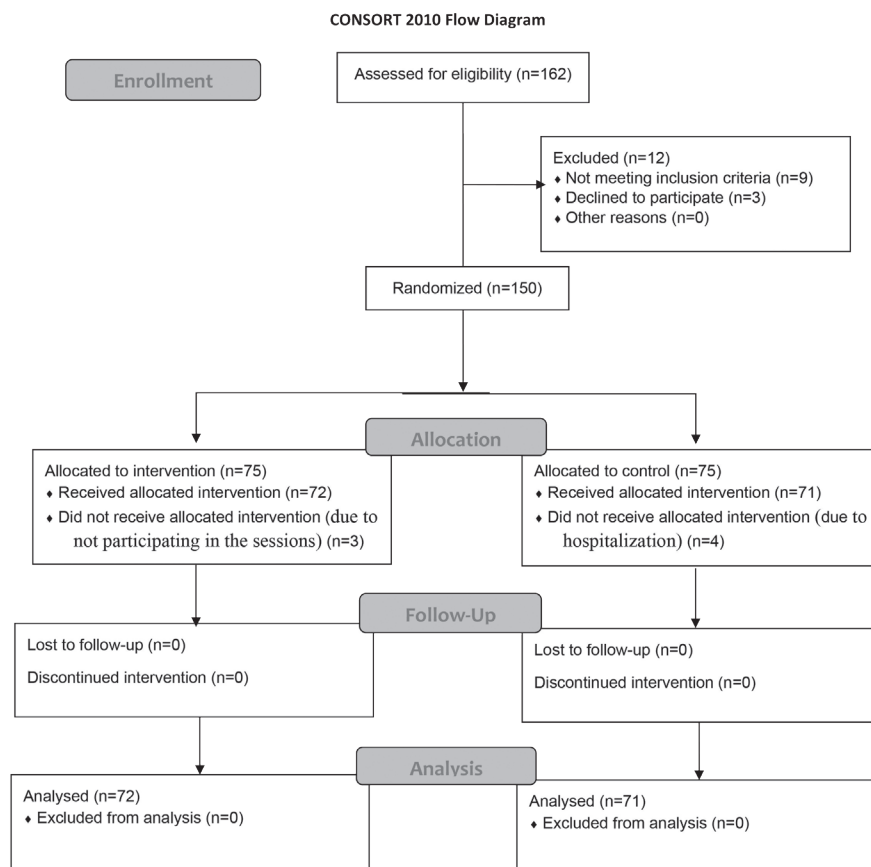 CONSORT 2010 Flow Diagram
Enrollment
Assessed for eligibility (n=162)
Excluded (n=12)
♦ Not meeting inclusion criteria (n=9)
♦ Declined to participate (n=3)
♦ Other reasons (n=0)
Randomized (n=150)
Allocation
Allocated to intervention (n=75)
♦ Received allocated intervention (n=72)
♦ Did not receive allocated intervention (due to
not participating in the sessions) (n=3)
Allocated to control (n=75)
♦ Received allocated intervention (n=71)
♦ Did not receive allocated intervention (due to
hospitalization) (n=4)
Follow-Up
Lost to follow-up (n=0)
Discontinued intervention (n=0)
Lost to follow-up (n=0)
Discontinued intervention (n=0)
Analysis
Analysed (n=72)
♦ Excluded from analysis (n=0)
Analysed (n=71)
♦ Excluded from analysis (n=0)